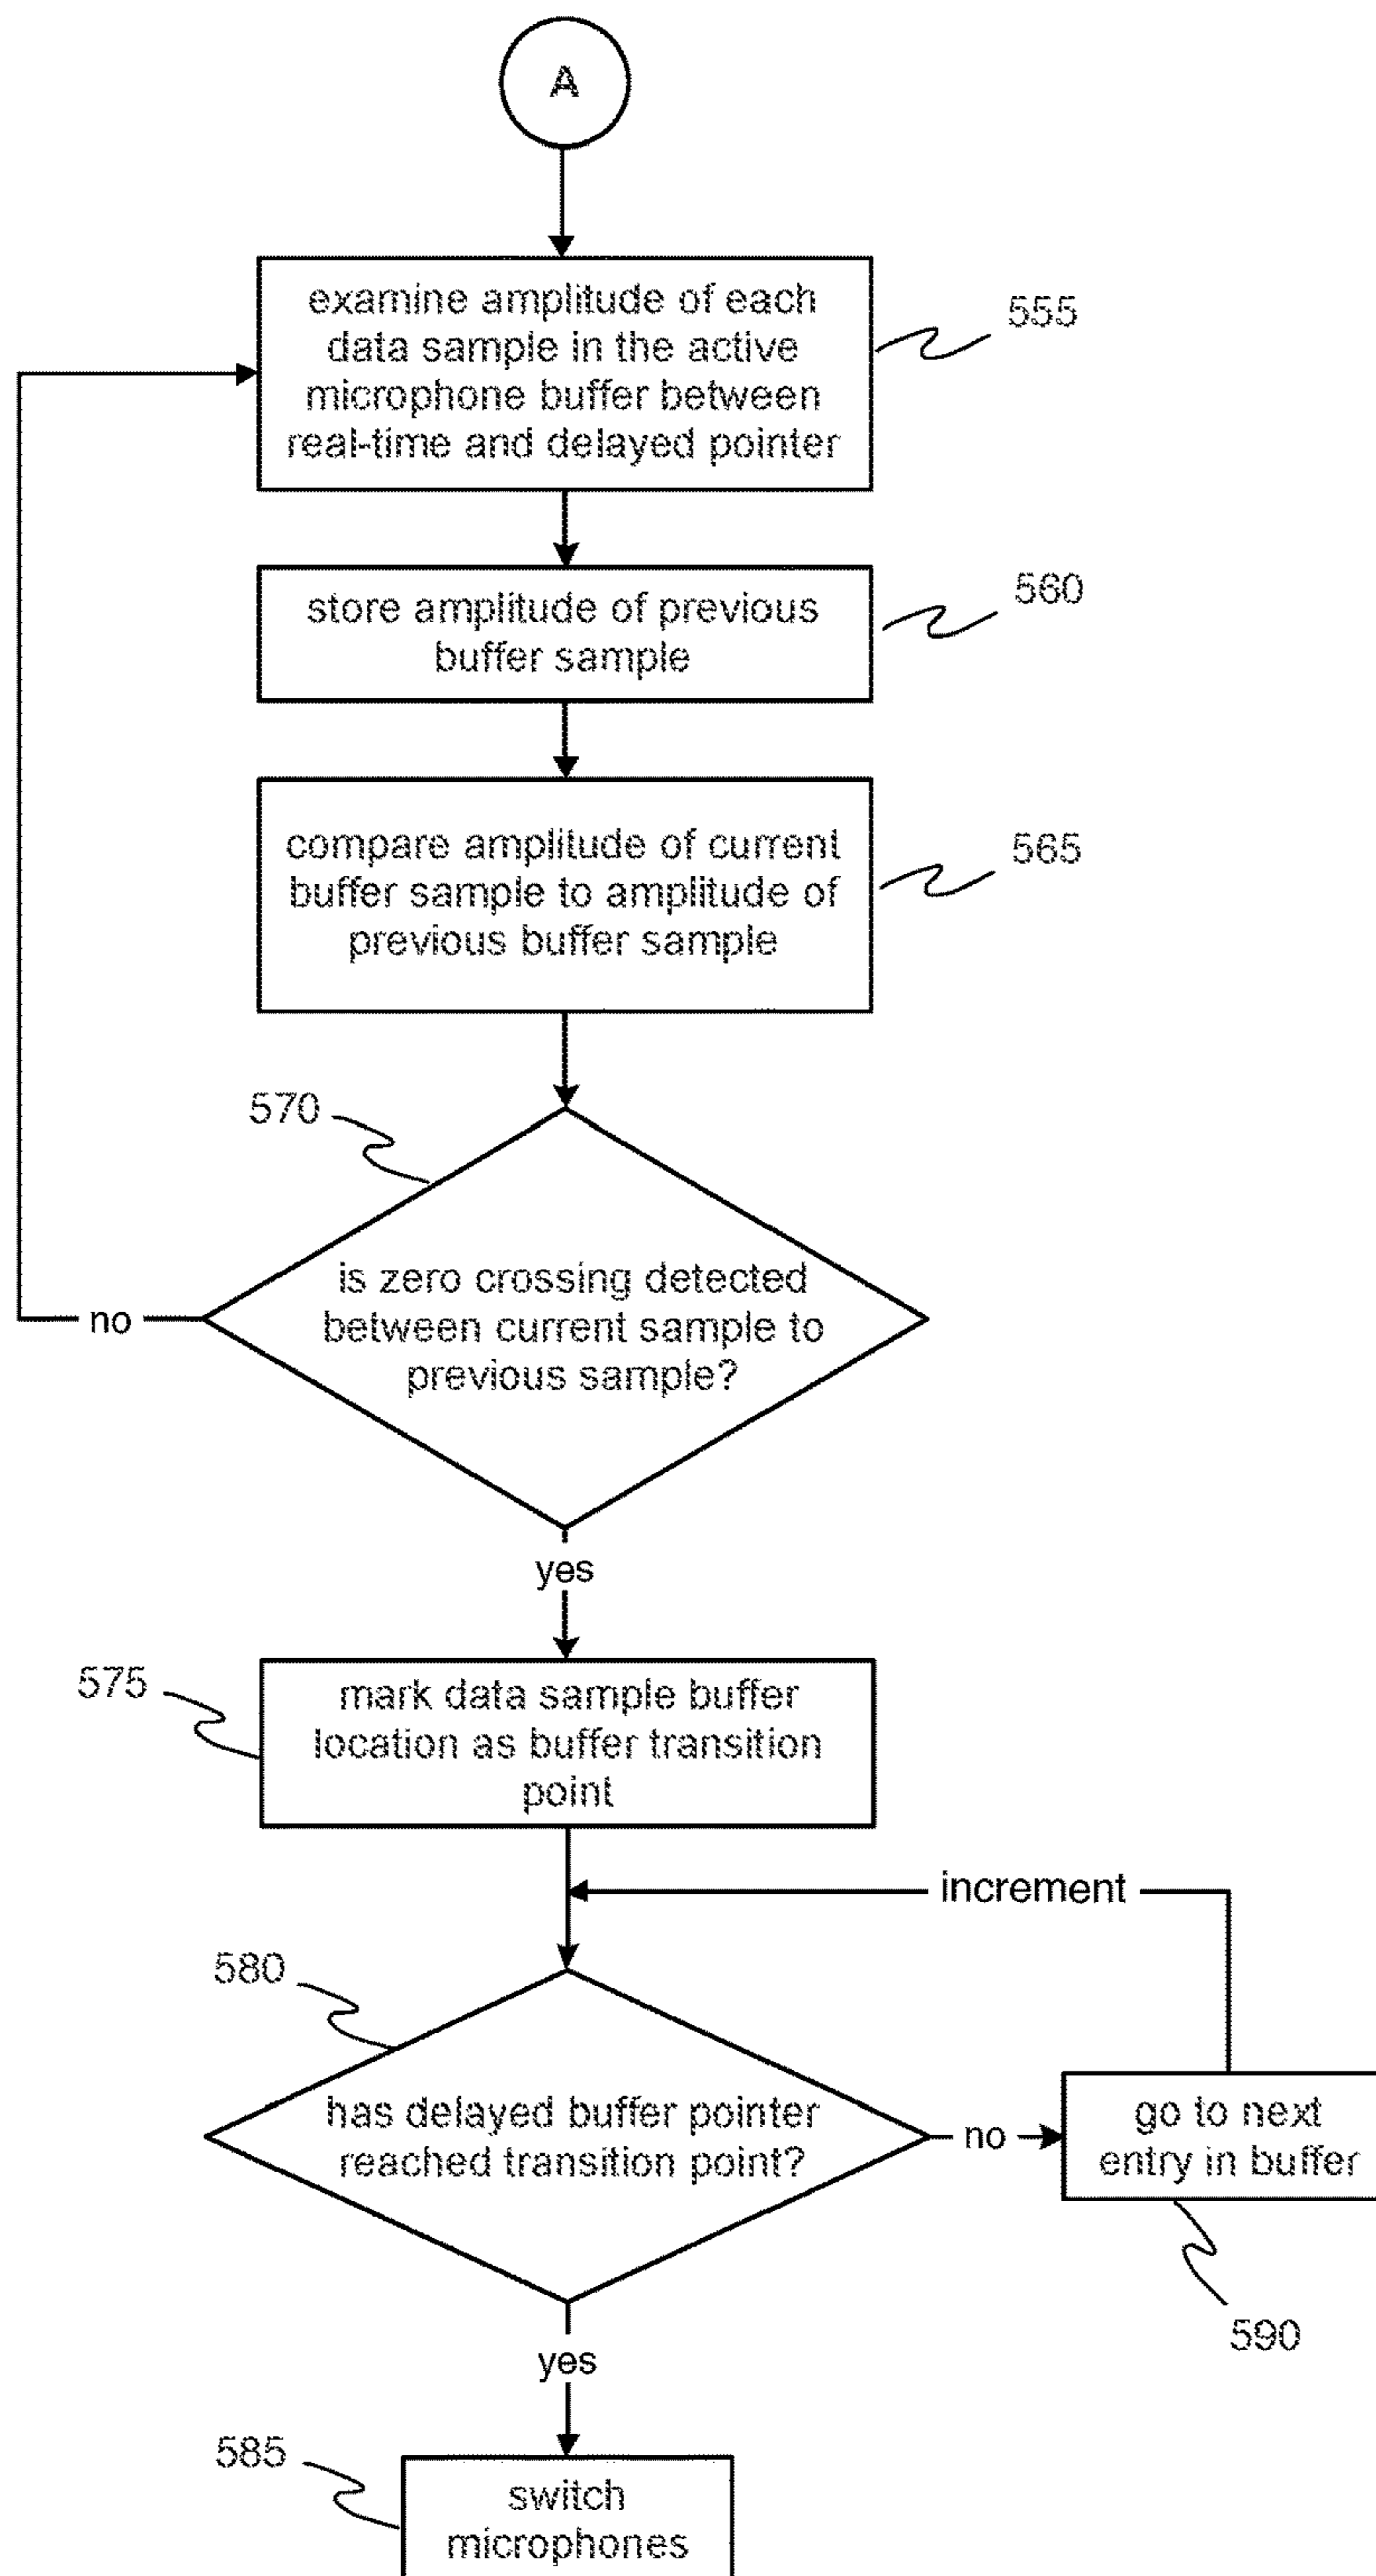 A
examine amplitude of each
data sample in the active
microphone buffer between
real-time and delayed pointer
555
store amplitude of previous
buffer sample
560
compare amplitude of current
buffer sample to amplitude of
previous buffer sample
565
570
is zero crossing detected
between current sample to
previous sample?
no
yes
575
mark data sample buffer
location as buffer transition
point
increment
580
has delayed buffer pointer
reached transition point?
no
go to next
entry in buffer
590
yes
585
switch
microphones